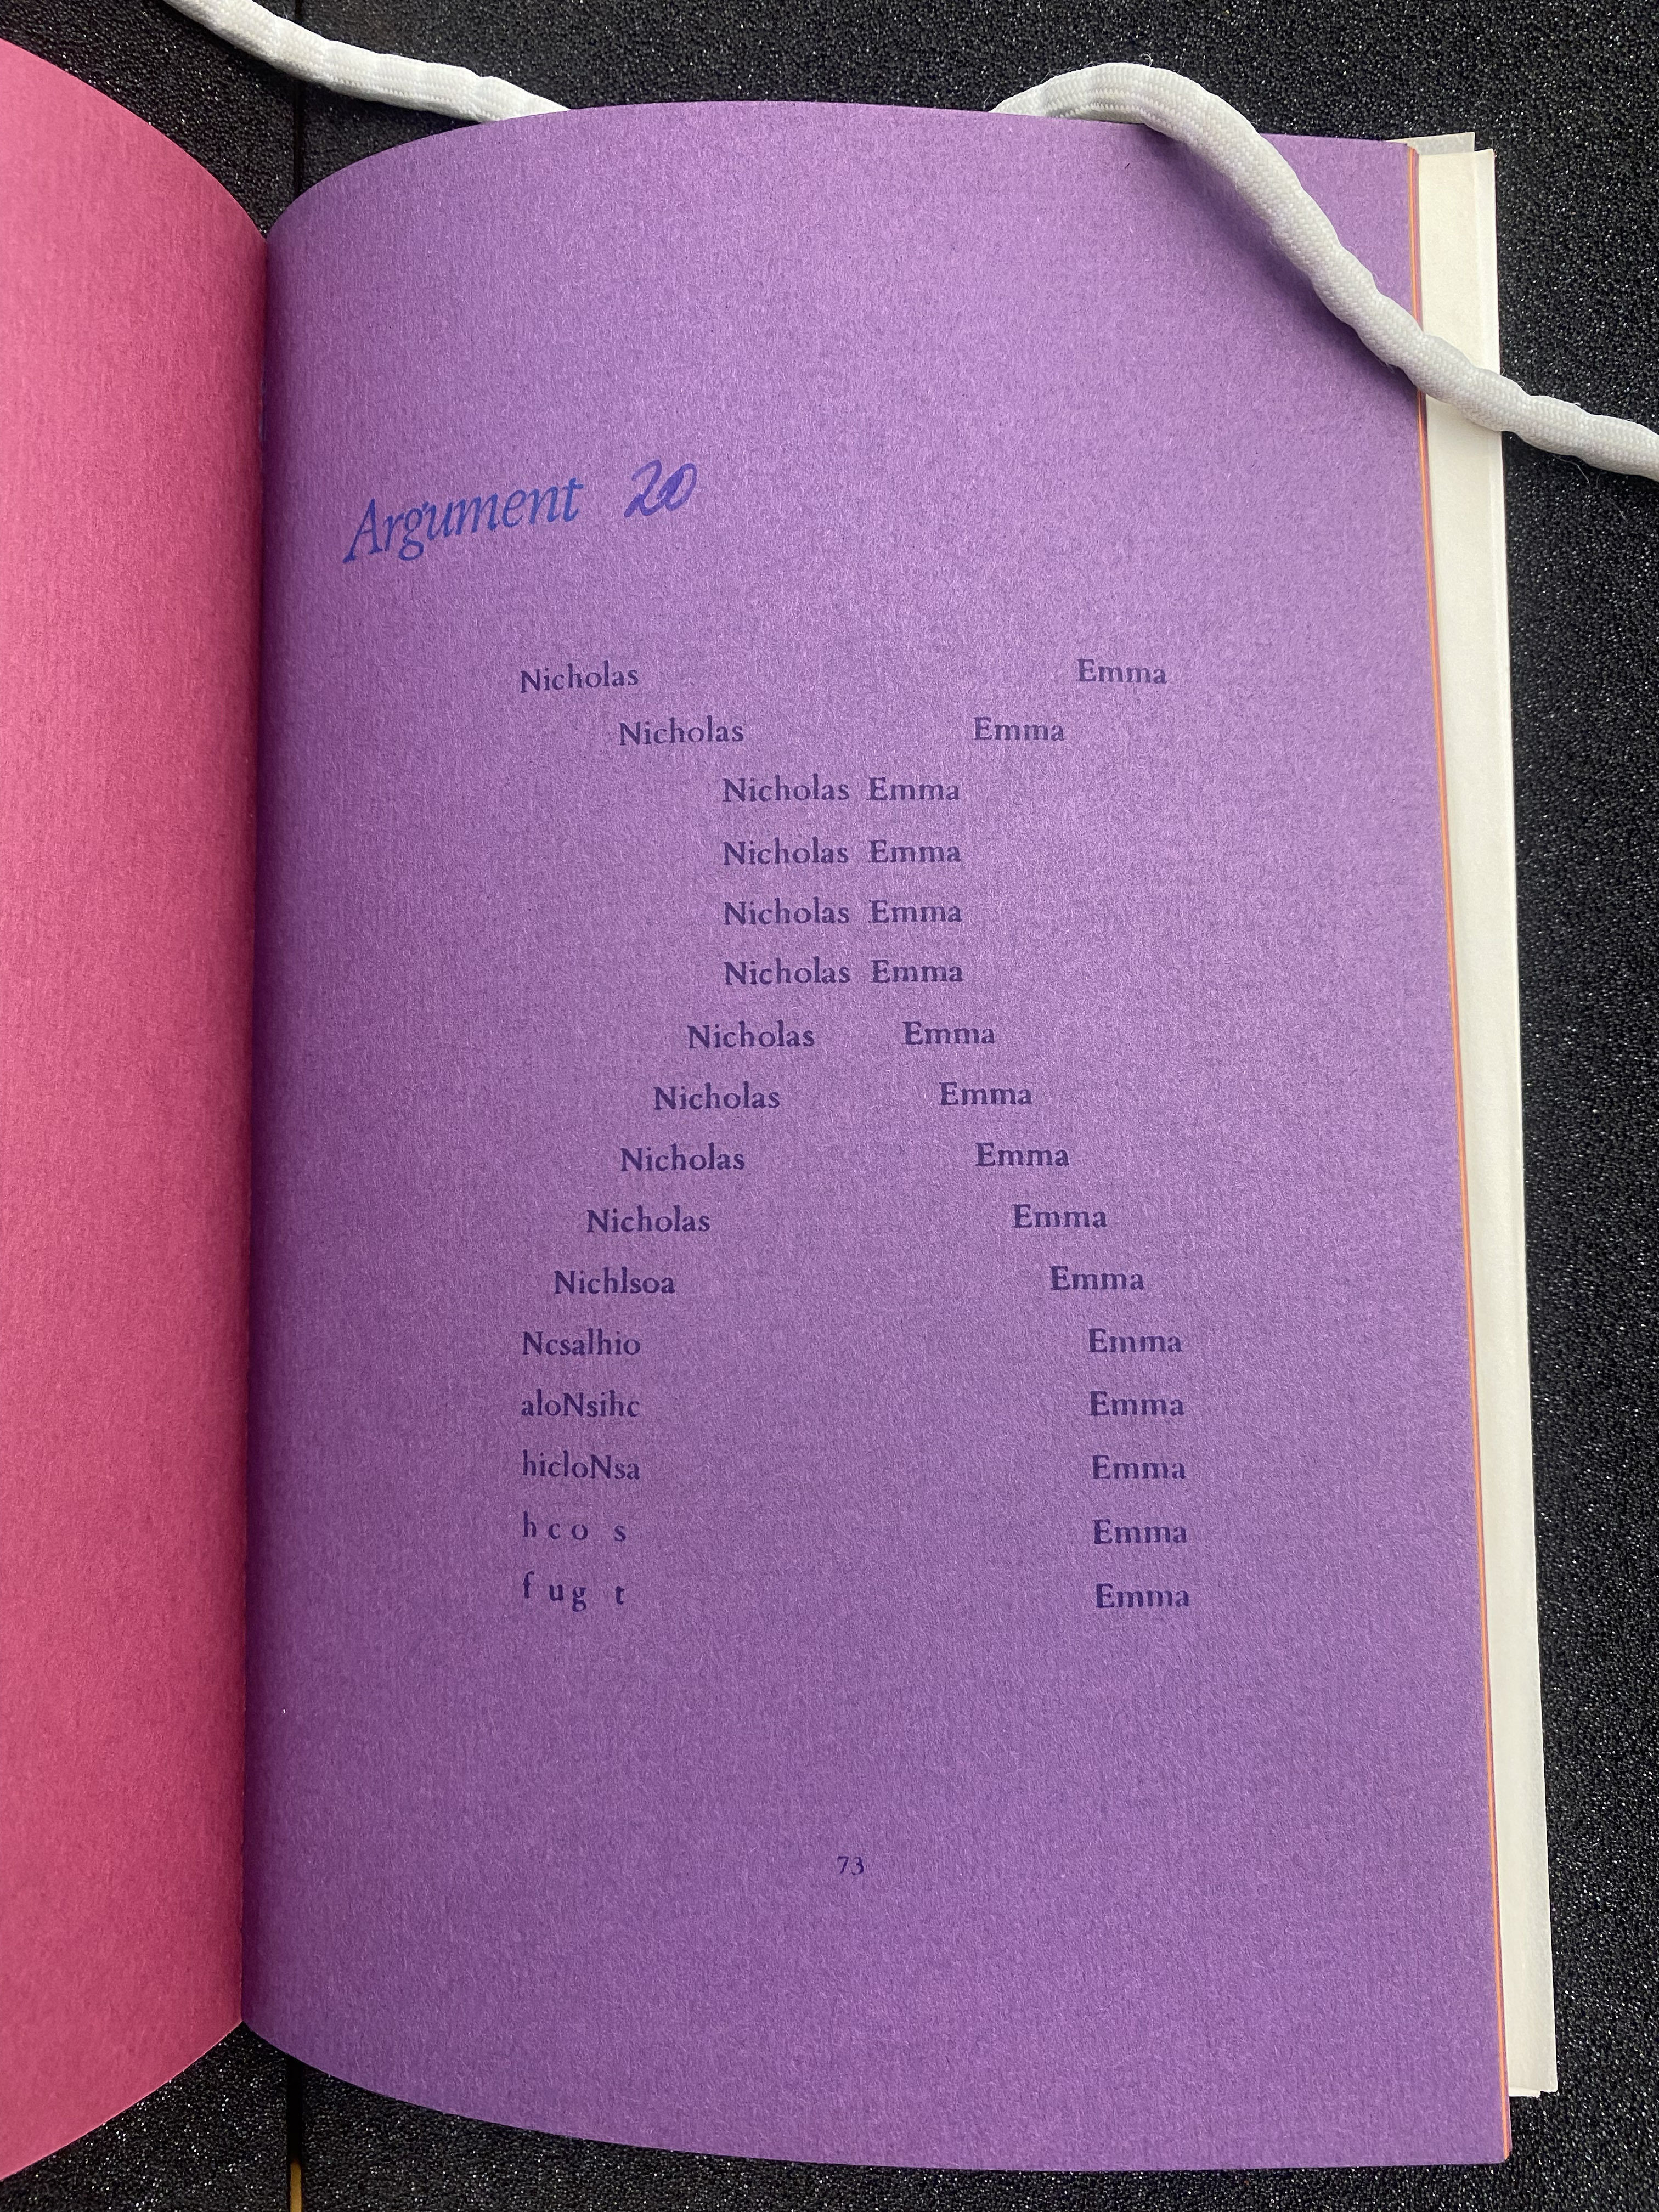 Argument 20
Nicholas Emma
Nicholas Emma
Nicholas Emma
Nicholas Emma
Nicholas Emma
Nicholas Emma
Nicholas Emma
Nicholas Emma
Nicholas Emma
Nicholas Emma
Nichlsoa Emma
Ncsalhio Emma
aloNsihc Emma
hicloNsa Emma
h c o s Emma
f u g t Emma
73